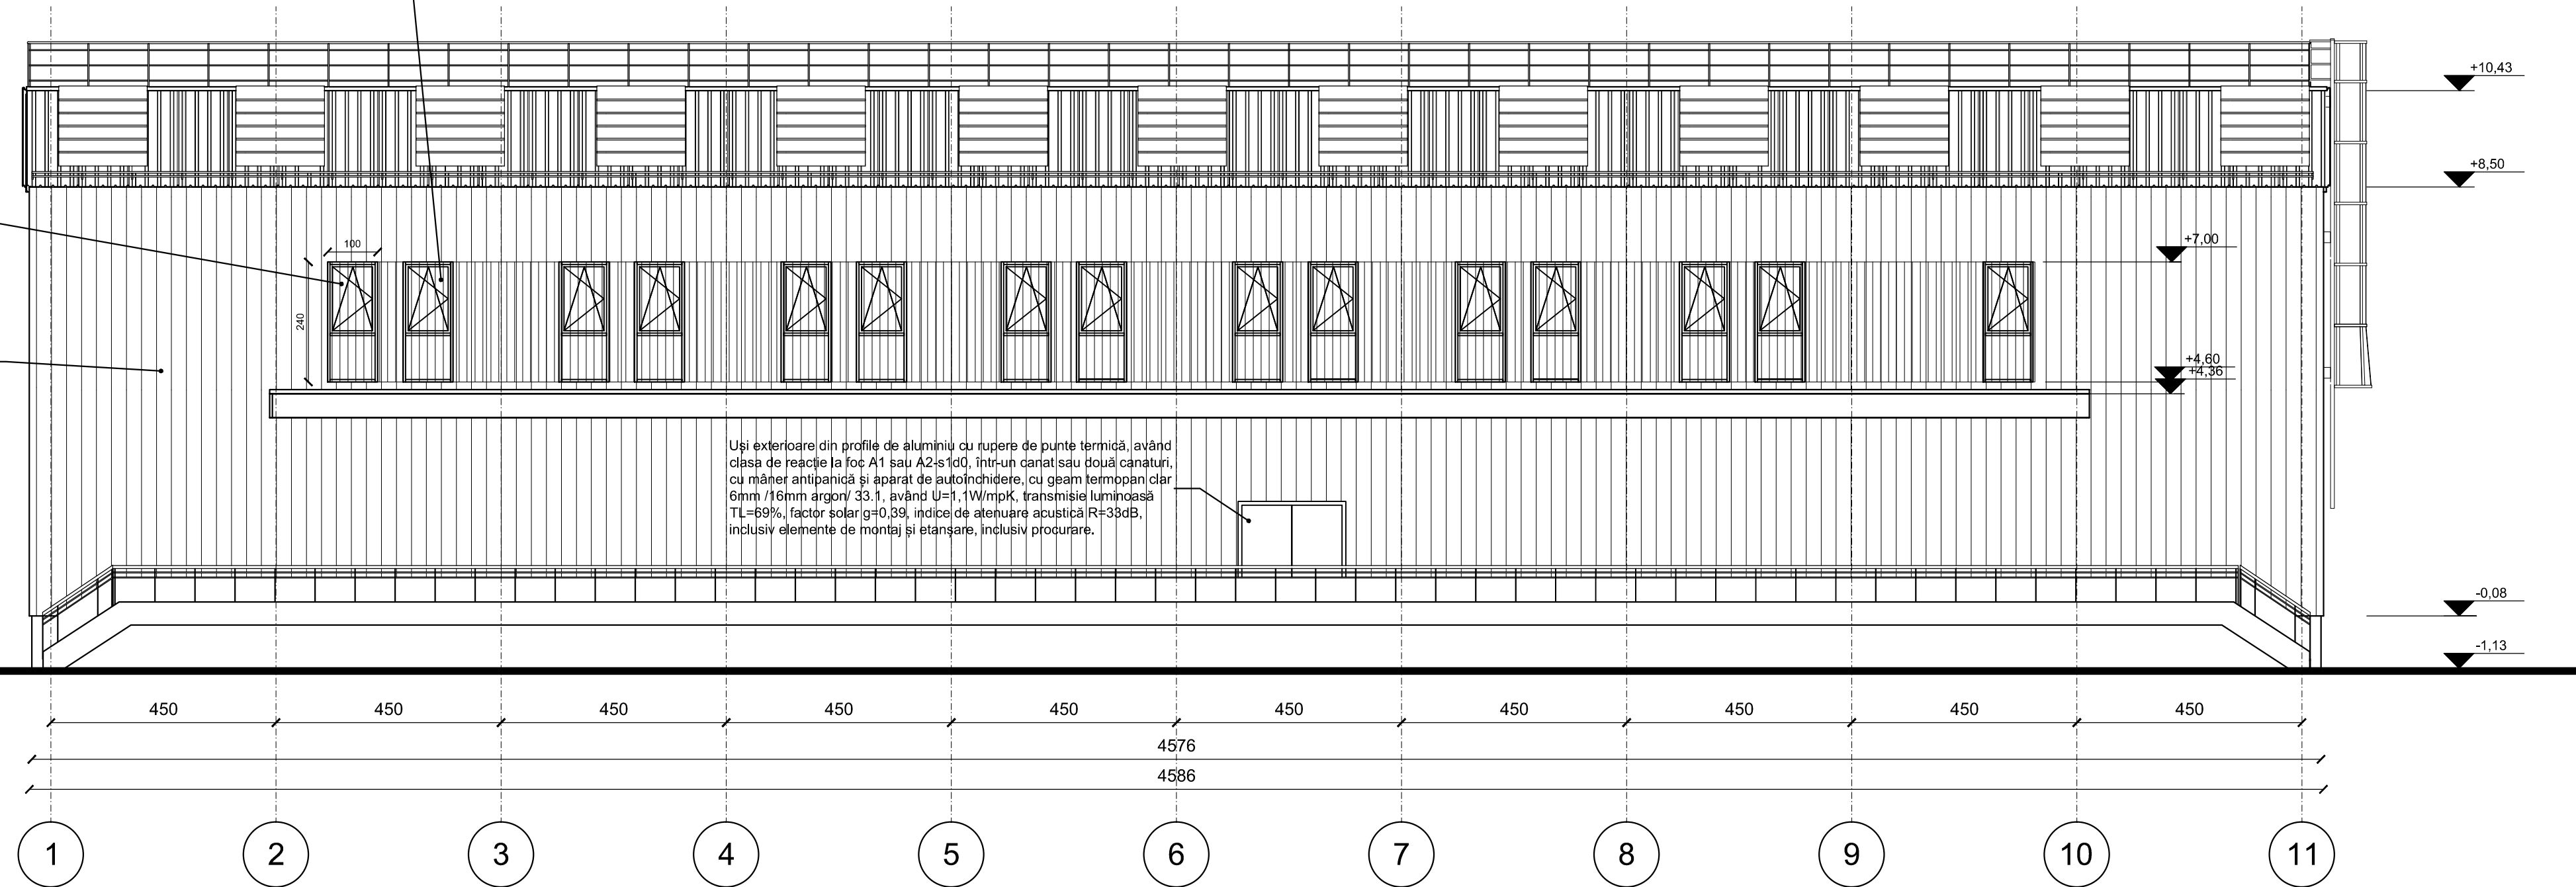 +10,43
+8,50
100
+7,00
240
+4,60
+4,36
Uși exterioare din profile de aluminiu cu rupere de punte termică, având
clasa de reacție la foc A1 sau A2-s1d0, într-un canat sau două canaturi,
cu mâner antipanică și aparat de autoînchidere, cu geam termopan clar
6mm /16mm argon/ 33.1, având U=1,1W/mpK, transmisie luminoasă
TL=69%, factor solar g=0,39, indice de atenuare acustică R=33dB,
inclusiv elemente de montaj și etanșare, inclusiv procurare.
-0,08
-1,13
450 450 450 450 450 450 450 450 450 450
4576
4586
1 2 3 4 5 6 7 8 9 10 11